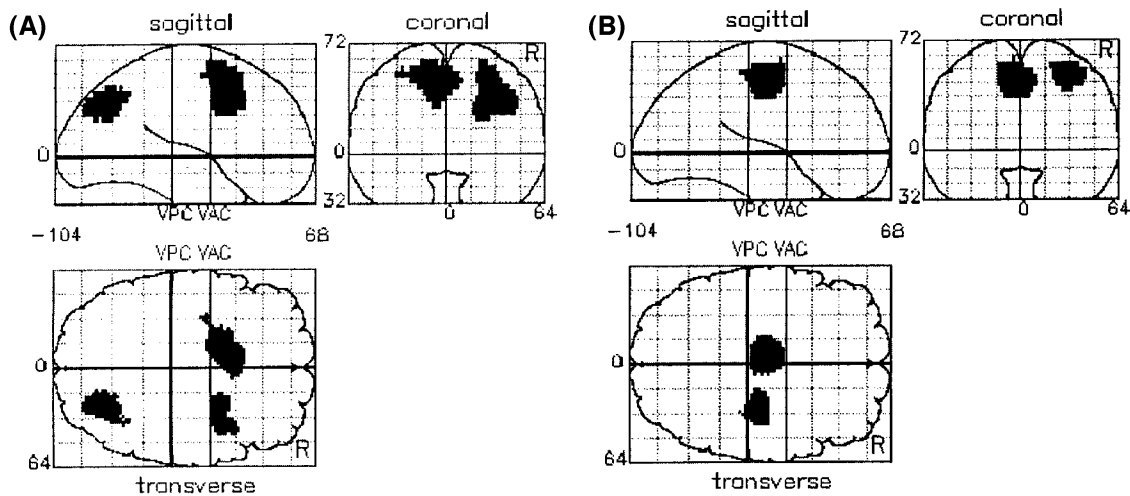 (A)
sagittal
coronal
72
R
0
0
32
VPC VAC
0
64
-104
68
VPC VAC
0
64
R
transverse
(B)
sagittal
coronal
72
R
0
0
32
VPC VAC
0
64
-104
68
VPC VAC
0
64
R
transverse